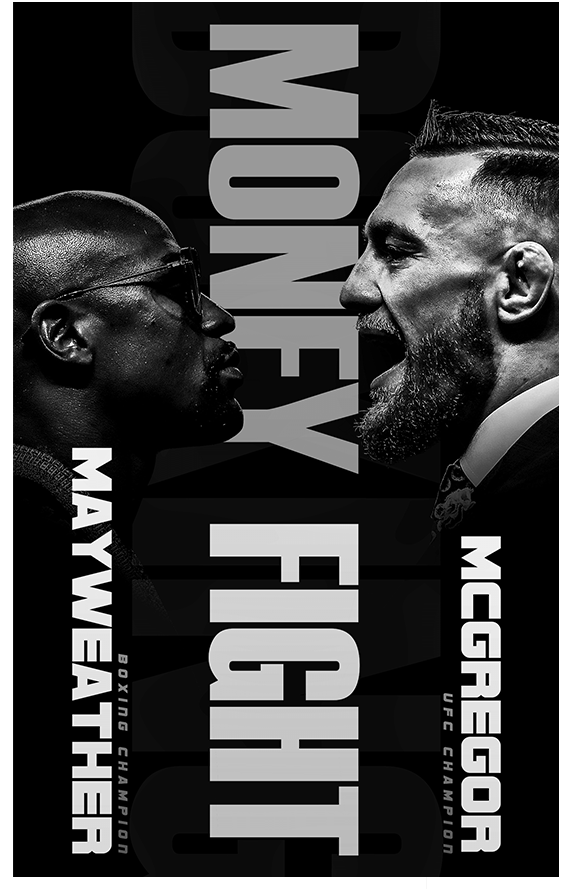 MONEY FIGHT
MAYWEATHER
BOXING CHAMPION
MCGREGOR
UFC CHAMPION